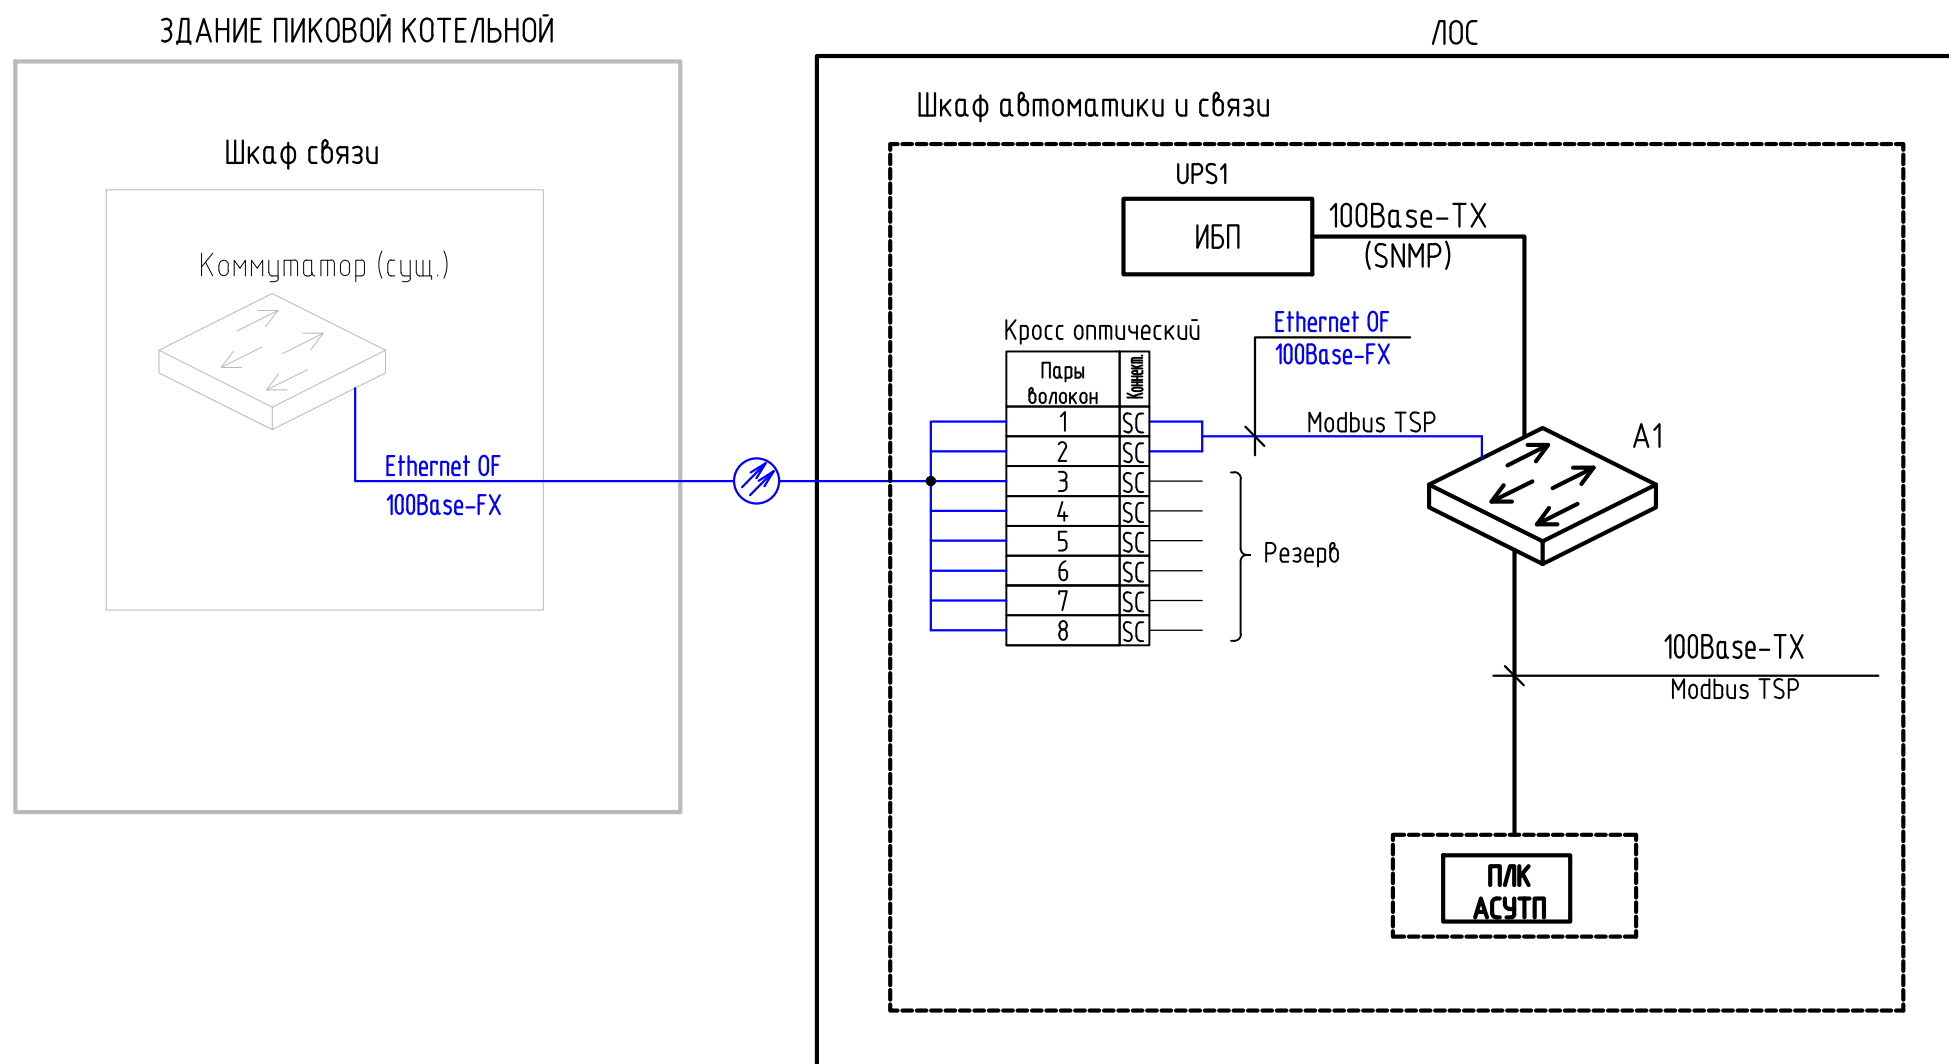 ЗДАНИЕ ПИКОВОЙ КОТЕЛЬНОЙ
Шкаф связи
Коммутатор (сущ.)
Ethernet OF
100Base-FX
ЛОС
Шкаф автоматики и связи
UPS1
ИБП
100Base-TX
(SNMP)
Кросс оптический
Пары
волокон
Коннект.
1 SC
2 SC
3 SC
4 SC
5 SC
6 SC
7 SC
8 SC
Ethernet OF
100Base-FX
Modbus TSP
Резерв
A1
100Base-TX
Modbus TSP
ПЛК
АСУТП